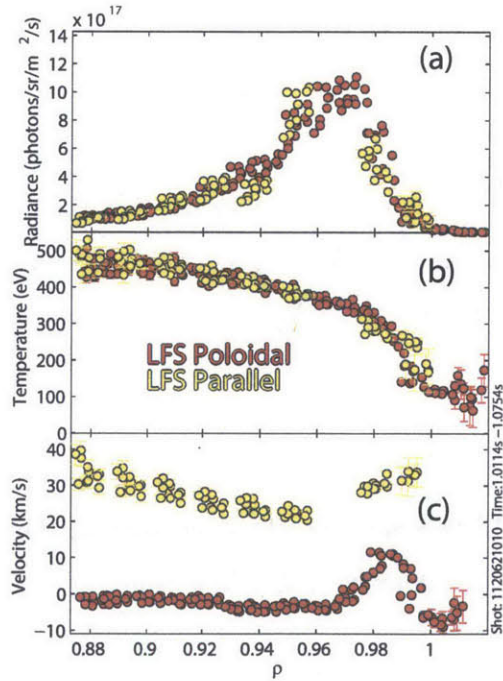 x 10 17
Radiance (photons/sr/m 2/s)
14
12
10
8
6
4
2
(a)
Temperature (eV)
500
400
300
200
100
0
(b)
LFS Poloidal
LFS Parallel
Velocity (km/s)
40
30
20
10
0
−10
(c)
0.88 0.9 0.92 0.94 0.96 0.98 1
ρ
Shot: 1120621010 Time:1.0114s −1.0754s